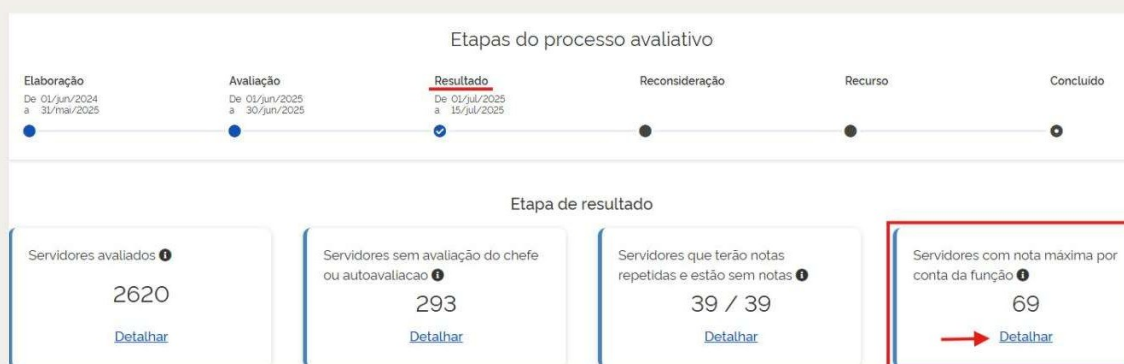 Etapas do processo avaliativo
Elaboração
De 01/jun/2024
a 31/mai/2025
Avaliação
De 01/jun/2025
a 30/jun/2025
Resultado
De 01/jul/2025
a 15/jul/2025
Reconsideração
Recurso
Concluído
Etapa de resultado
Servidores avaliados
2620
Detalhar
Servidores sem avaliação do chefe
ou autoavaliacao
293
Detalhar
Servidores que terão notas
repetidas e estão sem notas
39 / 39
Detalhar
Servidores com nota máxima por
conta da função
69
Detalhar